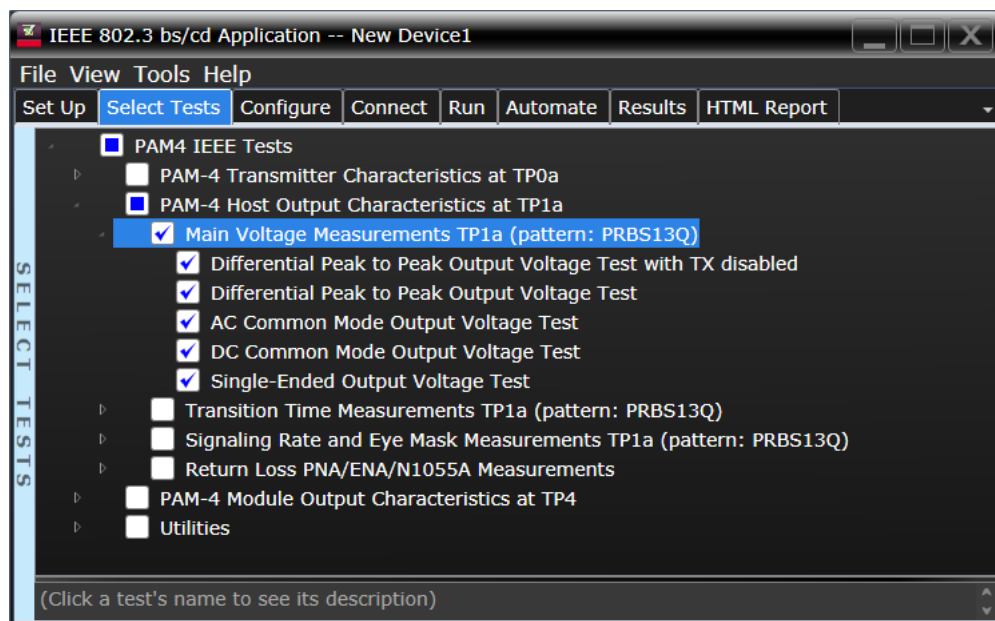 IEEE 802.3 bs/cd Application -- New Device1
File View Tools Help
Set Up Select Tests Configure Connect Run Automate Results HTML Report
PAM4 IEEE Tests
PAM-4 Transmitter Characteristics at TP0a
PAM-4 Host Output Characteristics at TP1a
Main Voltage Measurements TP1a (pattern: PRBS13Q)
Differential Peak to Peak Output Voltage Test with TX disabled
Differential Peak to Peak Output Voltage Test
AC Common Mode Output Voltage Test
DC Common Mode Output Voltage Test
Single-Ended Output Voltage Test
Transition Time Measurements TP1a (pattern: PRBS13Q)
Signaling Rate and Eye Mask Measurements TP1a (pattern: PRBS13Q)
Return Loss PNA/ENA/N1055A Measurements
PAM-4 Module Output Characteristics at TP4
Utilities
SELECT TESTS
(Click a test's name to see its description)